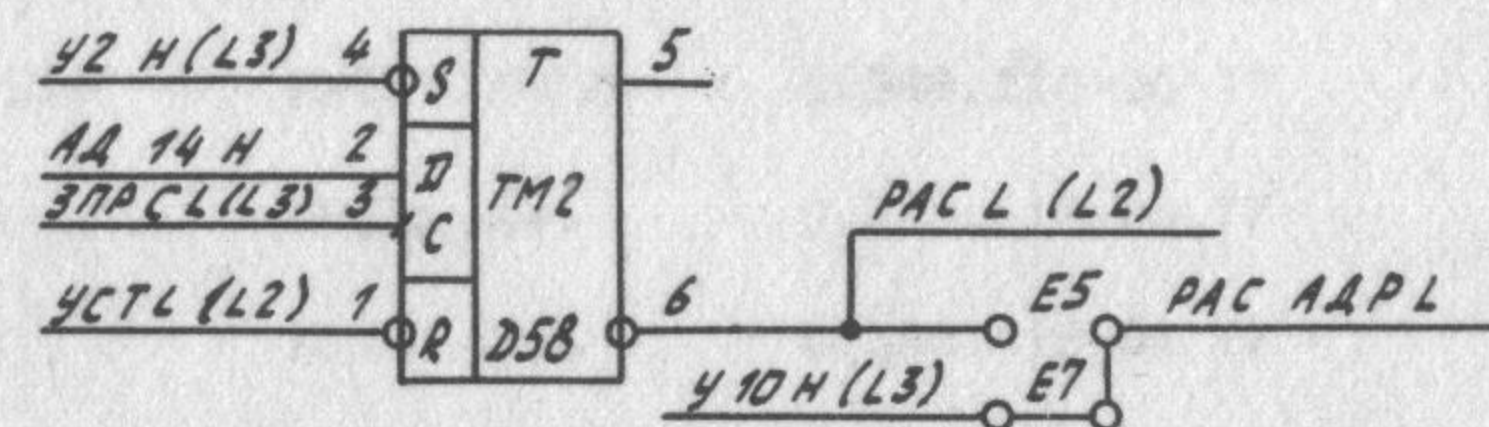 У2 Н (L3) 4 S Т 5
АД 14 Н 2 D
ЗПРС L (L3) 3 С ТМ2
РАС L (L2)
УСТ L (L2) 1 R D58 6 Е5 РАС АДР L
У 10 Н (L3) Е7